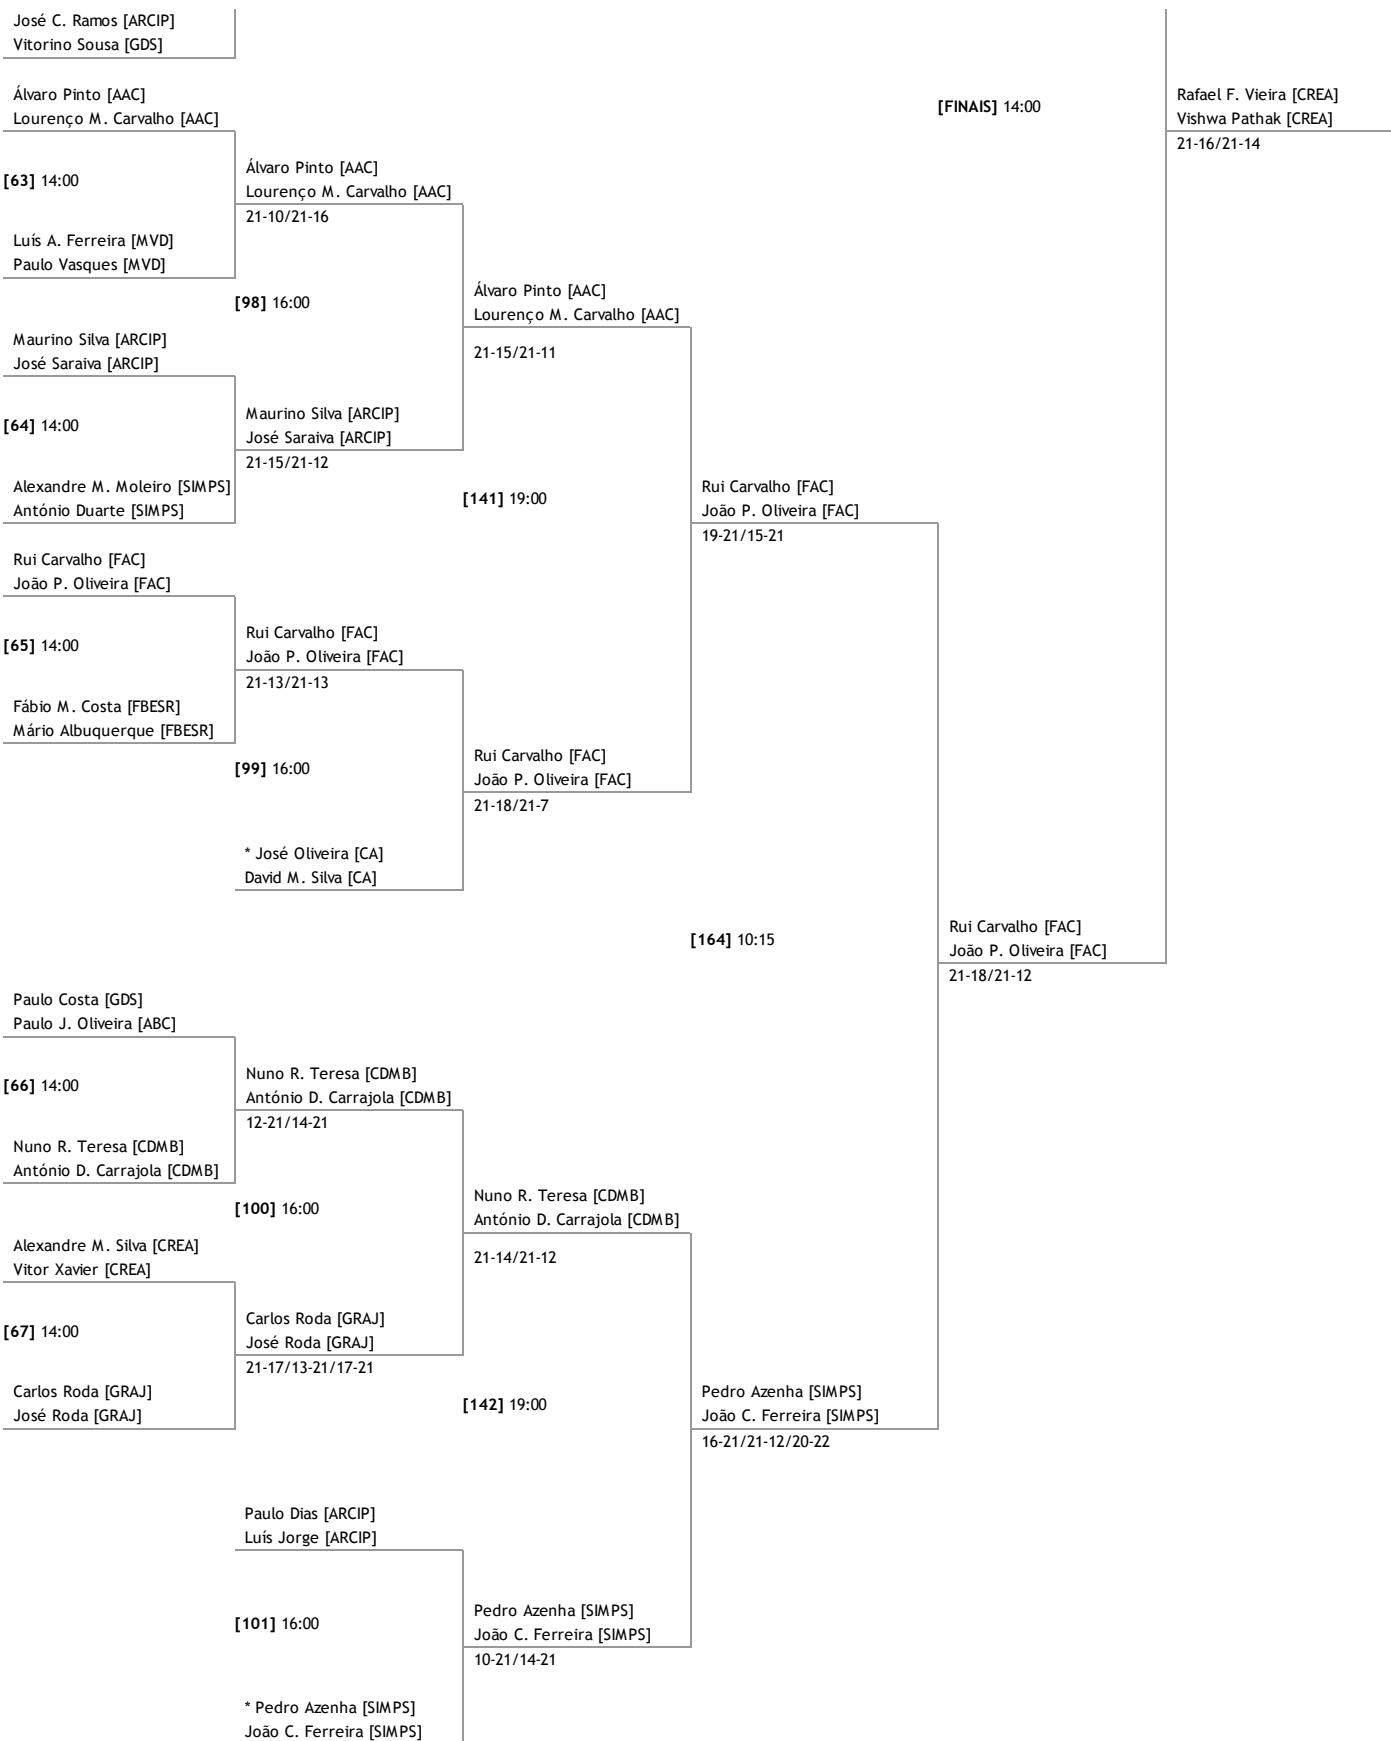 José C. Ramos [ARCIP]
Vitorino Sousa [GDS]
Álvaro Pinto [AAC]
Lourenço M. Carvalho [AAC]
[FINAIS] 14:00
Rafael F. Vieira [CREA]
Vishwa Pathak [CREA]
21-16/21-14
[63] 14:00
Álvaro Pinto [AAC]
Lourenço M. Carvalho [AAC]
21-10/21-16
Luís A. Ferreira [MVD]
Paulo Vasques [MVD]
[98] 16:00
Álvaro Pinto [AAC]
Lourenço M. Carvalho [AAC]
21-15/21-11
Maurino Silva [ARCIP]
José Saraiva [ARCIP]
[64] 14:00
Maurino Silva [ARCIP]
José Saraiva [ARCIP]
21-15/21-12
Alexandre M. Moleiro [SIMPS]
António Duarte [SIMPS]
[141] 19:00
Rui Carvalho [FAC]
João P. Oliveira [FAC]
19-21/15-21
Rui Carvalho [FAC]
João P. Oliveira [FAC]
[65] 14:00
Rui Carvalho [FAC]
João P. Oliveira [FAC]
21-13/21-13
Fábio M. Costa [FBESR]
Mário Albuquerque [FBESR]
[99] 16:00
Rui Carvalho [FAC]
João P. Oliveira [FAC]
21-18/21-7
* José Oliveira [CA]
David M. Silva [CA]
[164] 10:15
Rui Carvalho [FAC]
João P. Oliveira [FAC]
21-18/21-12
Paulo Costa [GDS]
Paulo J. Oliveira [ABC]
[66] 14:00
Nuno R. Teresa [CDMB]
António D. Carrajola [CDMB]
12-21/14-21
Nuno R. Teresa [CDMB]
António D. Carrajola [CDMB]
[100] 16:00
Nuno R. Teresa [CDMB]
António D. Carrajola [CDMB]
21-14/21-12
Alexandre M. Silva [CREA]
Vitor Xavier [CREA]
[67] 14:00
Carlos Roda [GRAJ]
José Roda [GRAJ]
21-17/13-21/17-21
Carlos Roda [GRAJ]
José Roda [GRAJ]
[142] 19:00
Pedro Azenha [SIMPS]
João C. Ferreira [SIMPS]
16-21/21-12/20-22
Paulo Dias [ARCIP]
Luís Jorge [ARCIP]
[101] 16:00
Pedro Azenha [SIMPS]
João C. Ferreira [SIMPS]
10-21/14-21
* Pedro Azenha [SIMPS]
João C. Ferreira [SIMPS]